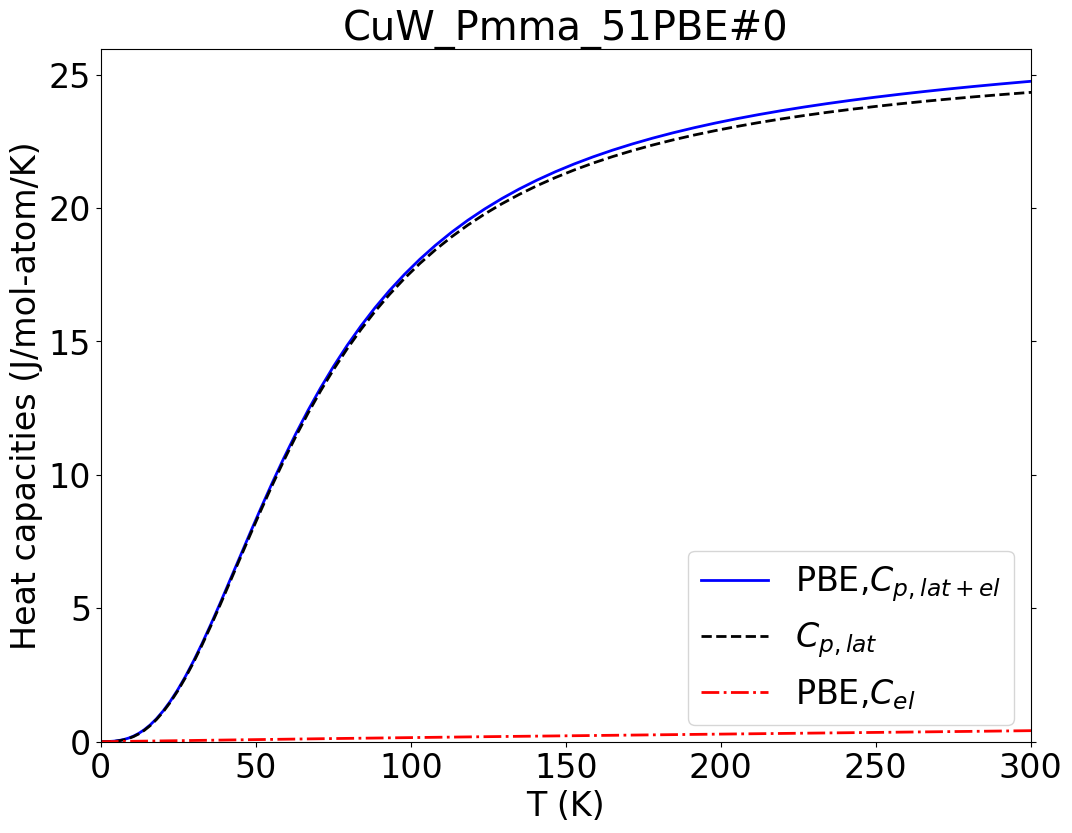 CuW_Pmma_51PBE#0
Heat capacities (J/mol-atom/K)
25
20
15
10
5
0
0 50 100 150 200 250 300
T (K)
PBE,C_{p,lat+el}
C_{p,lat}
PBE,C_{el}